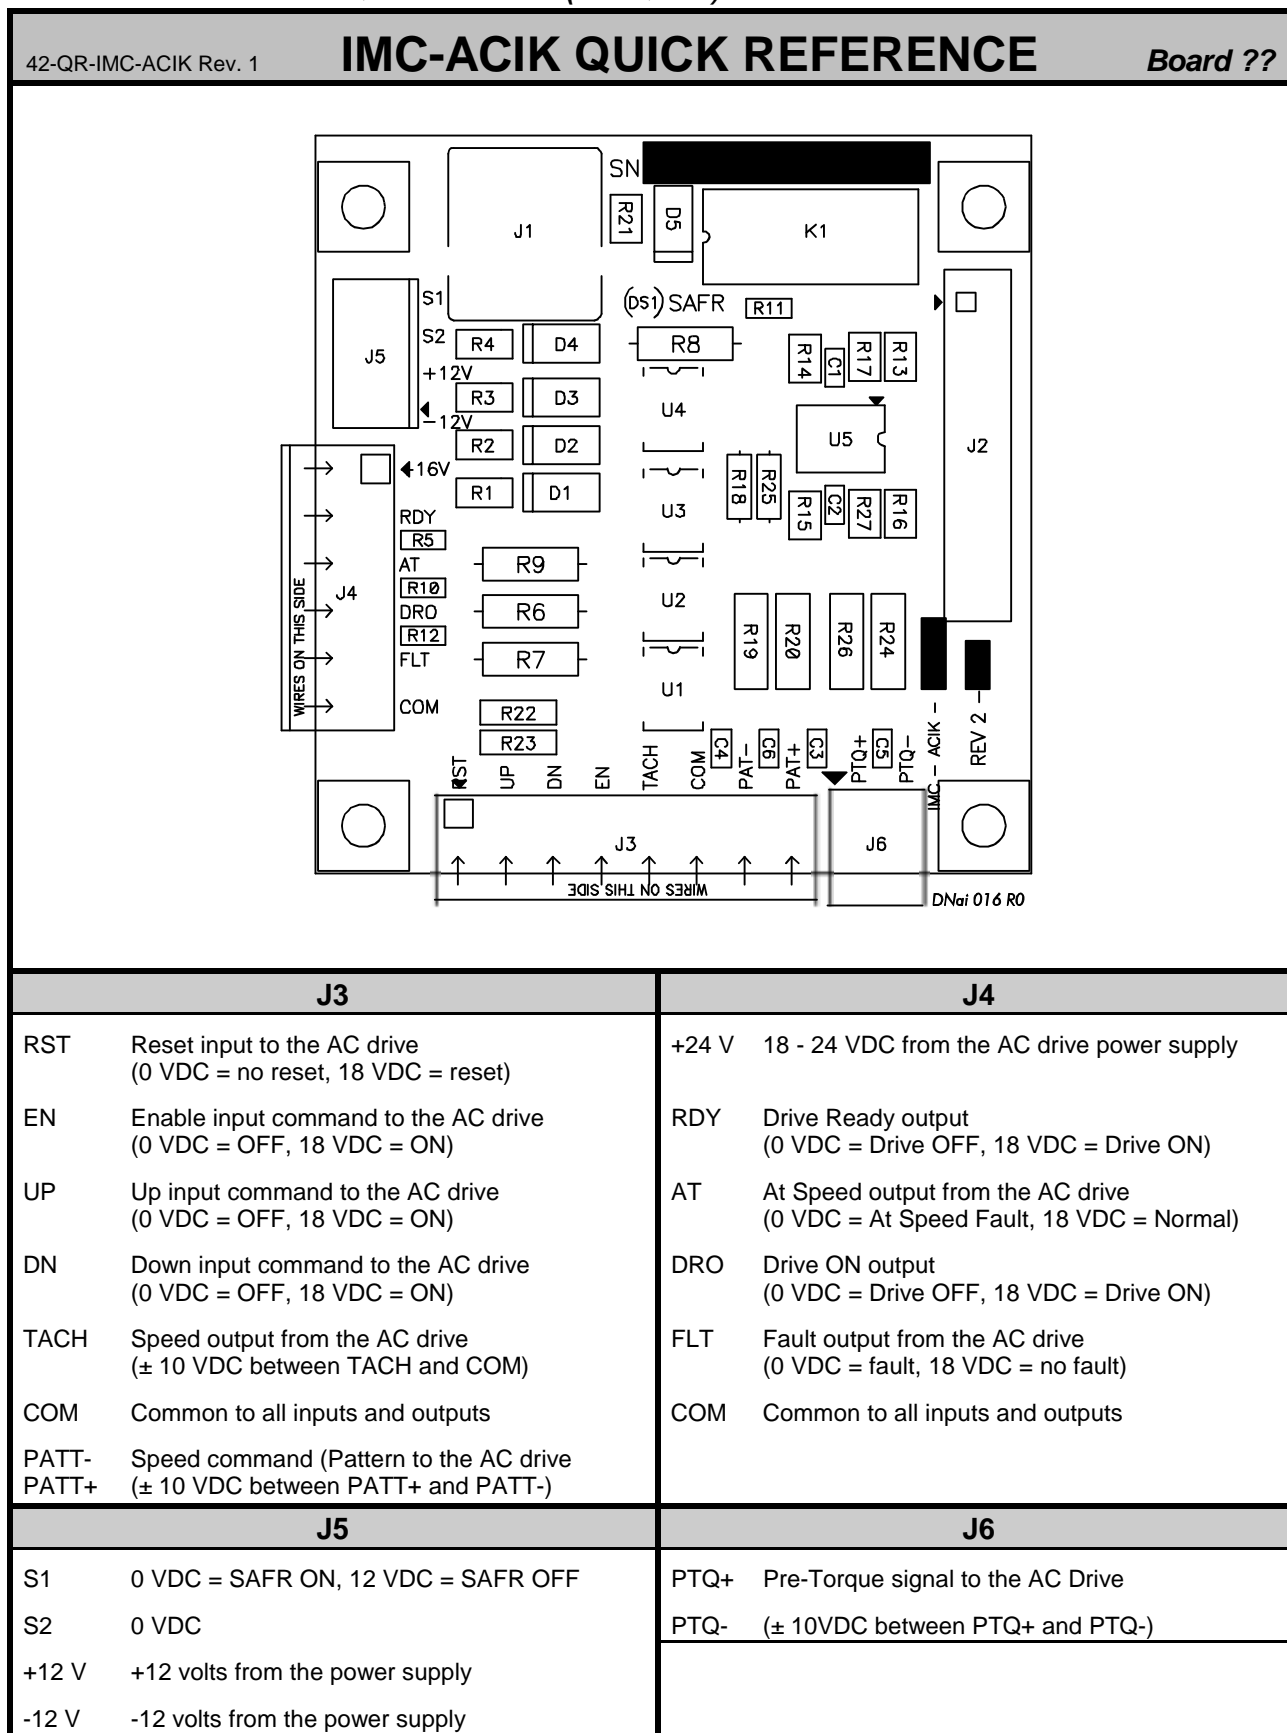 42-QR-IMC-ACIK Rev. 1 IMC-ACIK QUICK REFERENCE Board ??
SN
R21
D5
J1
K1
S1
(DS1) SAFR
R11
S2
R4
D4
R8
R14
C1
R17
R13
J5
+12V
R3
D3
U4
-12V
R2
D2
U5
J2
+16V
R1
D1
U3
R18
R25
R15
C2
R27
R16
RDY
R5
R9
AT
J4
R10
R6
U2
DRO
R12
R19
R20
R26
R24
FLT
R7
U1
WIRES ON THIS SIDE
COM
R22
R23
RST
UP
DN
EN
TACH
COM
C4
PAT-
C6
PAT+
C3
PTQ+
C5
PTQ-
IMC - ACIK -
REV 2 -
J3
J6
WIRES ON THIS SIDE
DNai 016 R0
J3
RST Reset input to the AC drive
(0 VDC = no reset, 18 VDC = reset)
EN Enable input command to the AC drive
(0 VDC = OFF, 18 VDC = ON)
UP Up input command to the AC drive
(0 VDC = OFF, 18 VDC = ON)
DN Down input command to the AC drive
(0 VDC = OFF, 18 VDC = ON)
TACH Speed output from the AC drive
(± 10 VDC between TACH and COM)
COM Common to all inputs and outputs
PATT- Speed command (Pattern to the AC drive
PATT+ (± 10 VDC between PATT+ and PATT-)
J4
+24 V 18 - 24 VDC from the AC drive power supply
RDY Drive Ready output
(0 VDC = Drive OFF, 18 VDC = Drive ON)
AT At Speed output from the AC drive
(0 VDC = At Speed Fault, 18 VDC = Normal)
DRO Drive ON output
(0 VDC = Drive OFF, 18 VDC = Drive ON)
FLT Fault output from the AC drive
(0 VDC = fault, 18 VDC = no fault)
COM Common to all inputs and outputs
J5
S1 0 VDC = SAFR ON, 12 VDC = SAFR OFF
S2 0 VDC
+12 V +12 volts from the power supply
-12 V -12 volts from the power supply
J6
PTQ+ Pre-Torque signal to the AC Drive
PTQ- (± 10VDC between PTQ+ and PTQ-)